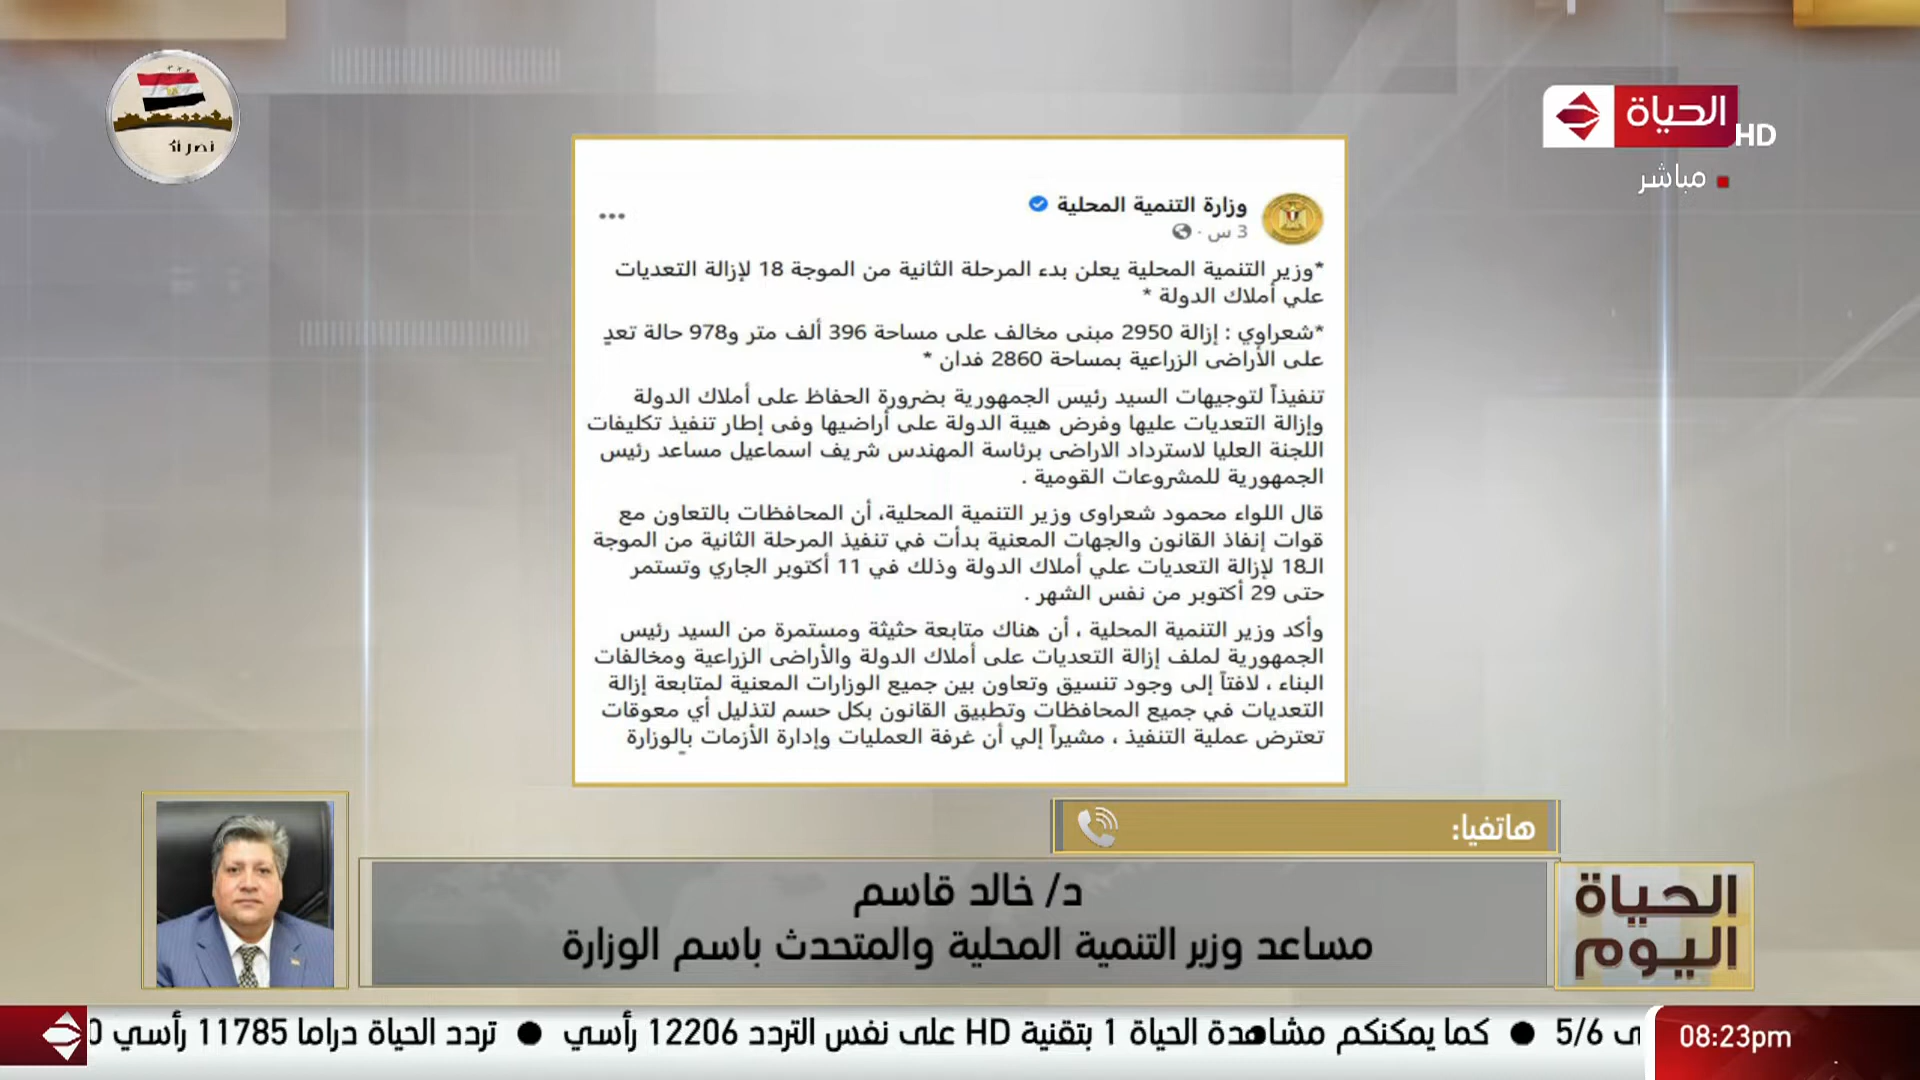 الحياة
HD
مباشر
وزارة التنمية المحلية
3 س
*وزير التنمية المحلية يعلن بدء المرحلة الثانية من الموجة 18 لإزالة التعديات
علي أملاك الدولة *
*شعراوي : إزالة 2950 مبنى مخالف على مساحة 396 ألف متر و978 حالة تعدٍ
على الأراضى الزراعية بمساحة 2860 فدان *
تنفيذاً لتوجيهات السيد رئيس الجمهورية بضرورة الحفاظ على أملاك الدولة
وإزالة التعديات عليها وفرض هيبة الدولة على أراضيها وفى إطار تنفيذ تكليفات
اللجنة العليا لاسترداد الاراضى برئاسة المهندس شريف اسماعيل مساعد رئيس
الجمهورية للمشروعات القومية .
قال اللواء محمود شعراوى وزير التنمية المحلية، أن المحافظات بالتعاون مع
قوات إنفاذ القانون والجهات المعنية بدأت في تنفيذ المرحلة الثانية من الموجة
الـ18 لإزالة التعديات علي أملاك الدولة وذلك في 11 أكتوبر الجاري وتستمر
حتى 29 أكتوبر من نفس الشهر .
وأكد وزير التنمية المحلية ، أن هناك متابعة حثيثة ومستمرة من السيد رئيس
الجمهورية لملف إزالة التعديات على أملاك الدولة والأراضى الزراعية ومخالفات
البناء ، لافتاً إلى وجود تنسيق وتعاون بين جميع الوزارات المعنية لمتابعة إزالة
التعديات في جميع المحافظات وتطبيق القانون بكل حسم لتذليل أي معوقات
تعترض عملية التنفيذ ، مشيراً إلي أن غرفة العمليات وإدارة الأزمات بالوزارة
هاتفيا:
د/ خالد قاسم
مساعد وزير التنمية المحلية والمتحدث باسم الوزارة
الحياة
اليوم
5/6 ● كما يمكنكم مشاهدة الحياة 1 بتقنية HD على نفس التردد 12206 رأسي ● تردد الحياة دراما 11785 رأسي
08:23pm